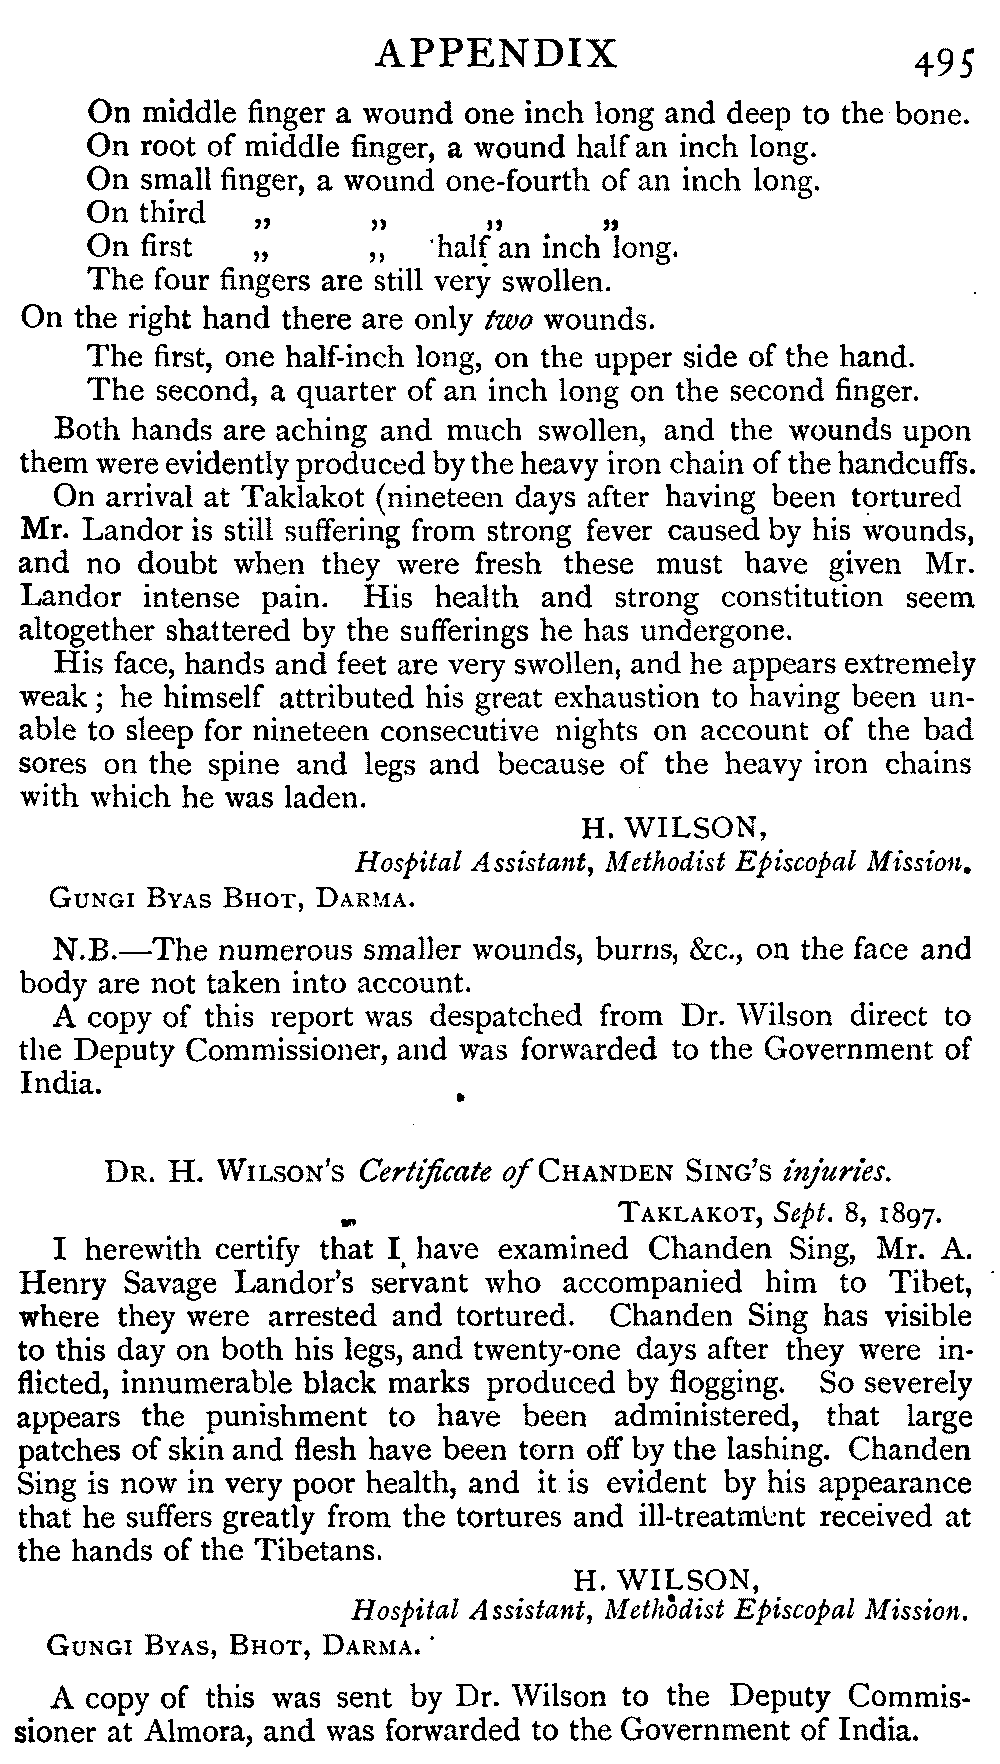 APPENDIX 495
On middle finger a wound one inch long and deep to the bone.
On root of middle finger, a wound half an inch long.
On small finger, a wound one-fourth of an inch long.
On third „ „ „ „
On first „ „ half an inch long.
The four fingers are still very swollen.
On the right hand there are only two wounds.
The first, one half-inch long, on the upper side of the hand.
The second, a quarter of an inch long on the second finger.
Both hands are aching and much swollen, and the wounds upon
them were evidently produced by the heavy iron chain of the handcuffs.
On arrival at Taklakot (nineteen days after having been tortured
Mr. Landor is still suffering from strong fever caused by his wounds,
and no doubt when they were fresh these must have given Mr.
Landor intense pain. His health and strong constitution seem
altogether shattered by the sufferings he has undergone.
His face, hands and feet are very swollen, and he appears extremely
weak; he himself attributed his great exhaustion to having been un-
able to sleep for nineteen consecutive nights on account of the bad
sores on the spine and legs and because of the heavy iron chains
with which he was laden.
H. WILSON,
Hospital Assistant, Methodist Episcopal Mission.
GUNGI BYAS BHOT, DARMA.
N.B.—The numerous smaller wounds, burns, &c., on the face and
body are not taken into account.
A copy of this report was despatched from Dr. Wilson direct to
the Deputy Commissioner, and was forwarded to the Government of
India.
DR. H. WILSON'S Certificate of CHANDEN SING'S injuries.
TAKLAKOT, Sept. 8, 1897.
I herewith certify that I have examined Chanden Sing, Mr. A.
Henry Savage Landor's servant who accompanied him to Tibet,
where they were arrested and tortured. Chanden Sing has visible
to this day on both his legs, and twenty-one days after they were in-
flicted, innumerable black marks produced by flogging. So severely
appears the punishment to have been administered, that large
patches of skin and flesh have been torn off by the lashing. Chanden
Sing is now in very poor health, and it is evident by his appearance
that he suffers greatly from the tortures and ill-treatment received at
the hands of the Tibetans.
H. WILSON,
Hospital Assistant, Methodist Episcopal Mission.
GUNGI BYAS, BHOT, DARMA.
A copy of this was sent by Dr. Wilson to the Deputy Commis-
sioner at Almora, and was forwarded to the Government of India.